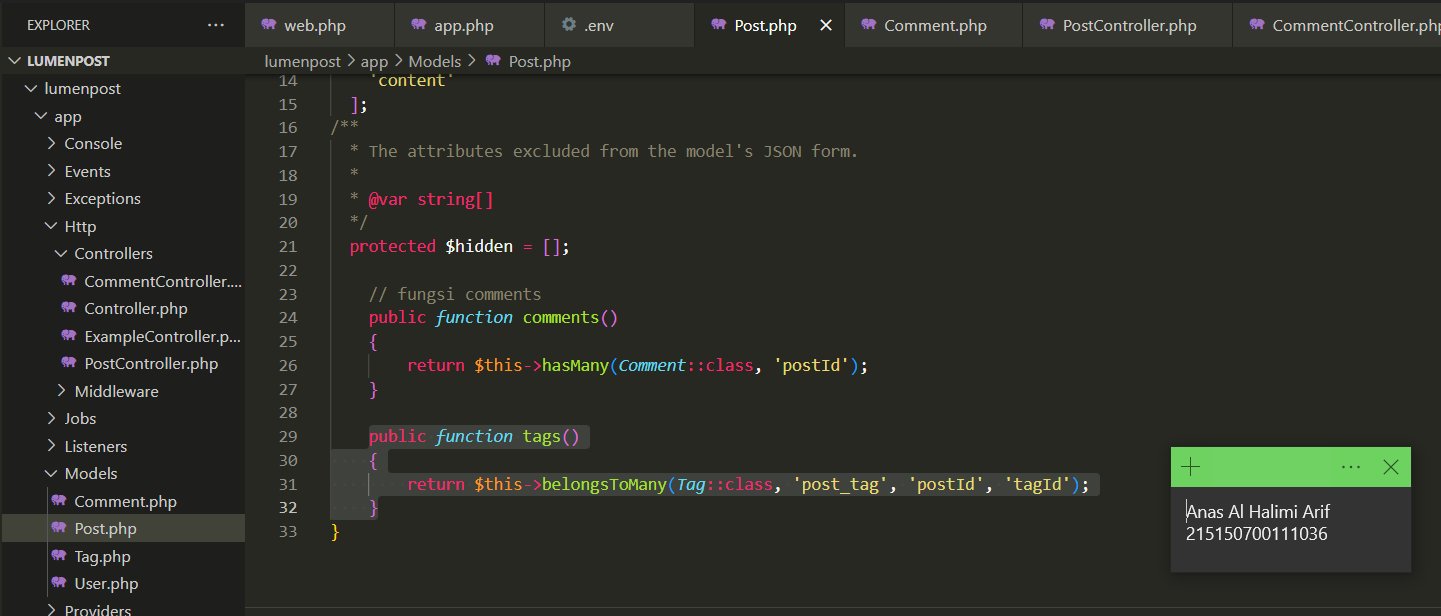 EXPLORER ···
web.php app.php .env Post.php Comment.php PostController.php CommentController.php
LUMENPOST
lumenpost > app > Models > Post.php
lumenpost
app
Console
Events
Exceptions
Http
Controllers
CommentController....
Controller.php
ExampleController.p...
PostController.php
Middleware
Jobs
Listeners
Models
Comment.php
Post.php
Tag.php
User.php
Providers
14 'content'
15 ];
16 /**
17 * The attributes excluded from the model's JSON form.
18 *
19 * @var string[]
20 */
21 protected $hidden = [];
22
23 // fungsi comments
24 public function comments()
25 {
26 return $this->hasMany(Comment::class, 'postId');
27 }
28
29 public function tags()
30 {
31 return $this->belongsToMany(Tag::class, 'post_tag', 'postId', 'tagId');
32 }
33 }
Anas Al Halimi Arif
215150700111036